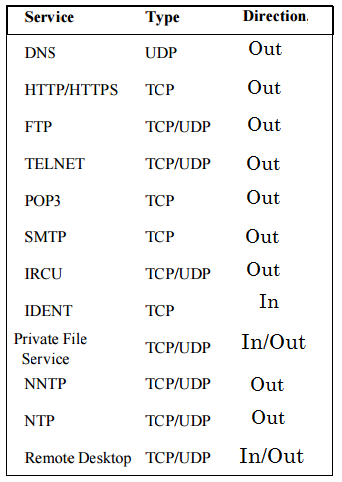 Service Type Direction.
DNS UDP Out
HTTP/HTTPS TCP Out
FTP TCP/UDP Out
TELNET TCP/UDP Out
POP3 TCP Out
SMTP TCP Out
IRCU TCP/UDP Out
IDENT TCP In
Private File
Service TCP/UDP In/Out
NNTP TCP/UDP Out
NTP TCP/UDP Out
Remote Desktop TCP/UDP In/Out